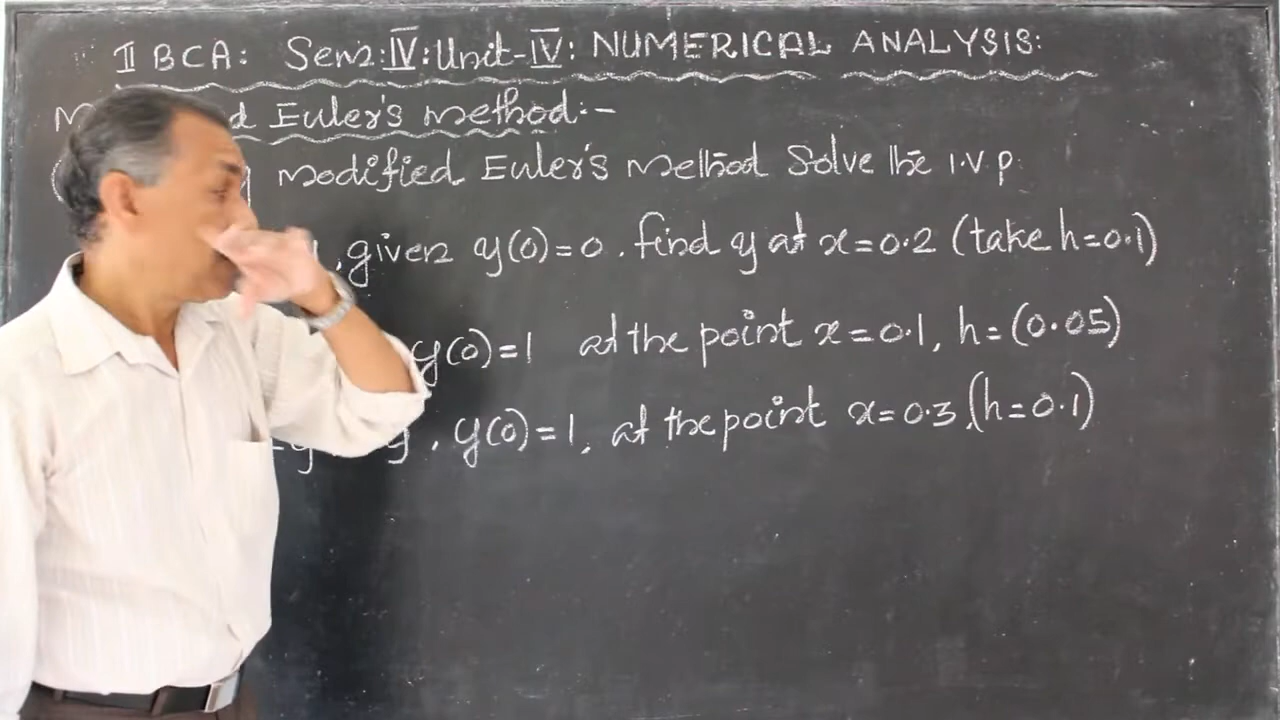 II BCA: Sem:IV:Unit-IV: NUMERICAL ANALYSIS:
Euler's method:-
modified Euler's method Solve the I.V.P.
, given y(0)=0. find y at x=0.2 (take h=0.1)
y(0)=1 at the point x=0.1, h=(0.05)
y, y(0)=1, at the point x=0.3,(h=0.1)